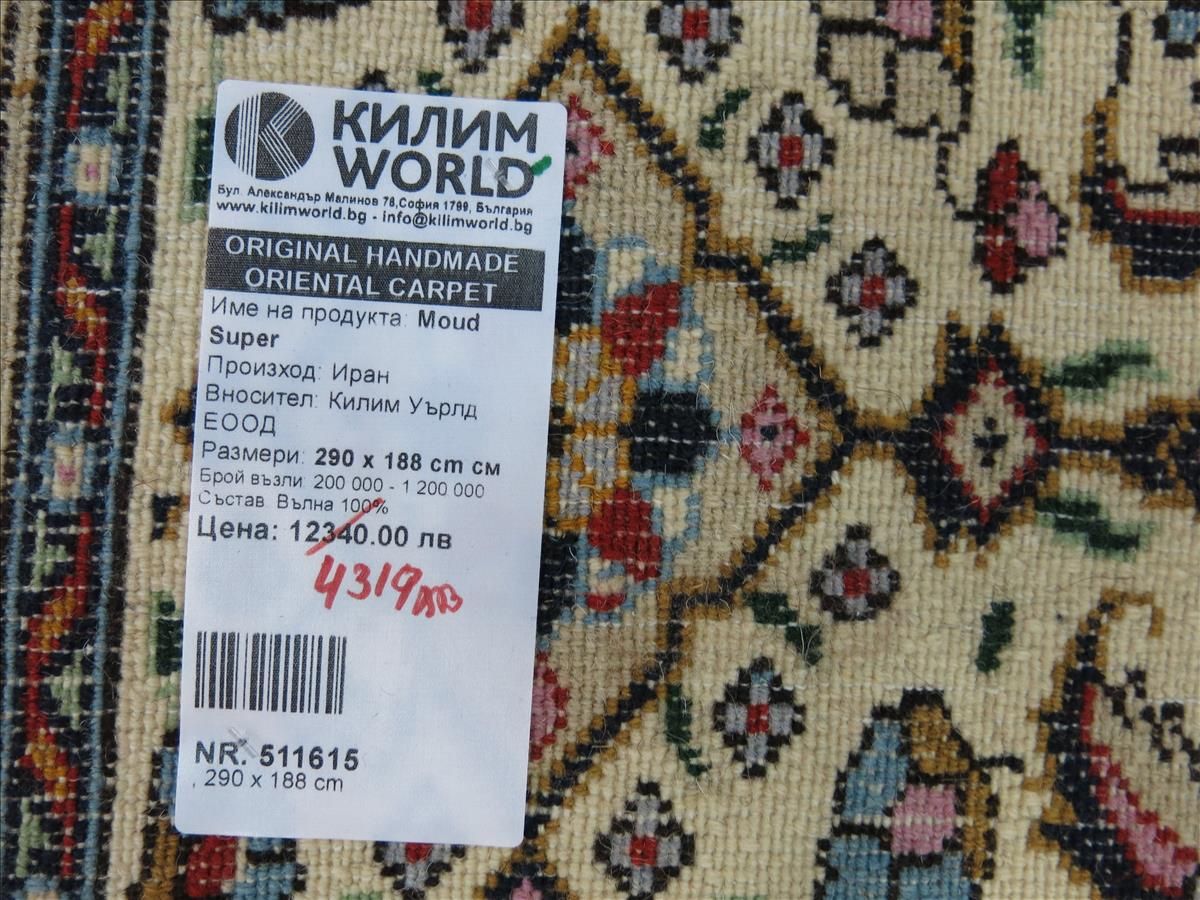 КИЛИМ
WORLD
Бул. Александър Малинов 78,София 1799, България
www.kilimworld.bg - info@kilimworld.bg
ORIGINAL HANDMADE
ORIENTAL CARPET
Име на продукта: Moud
Super
Произход: Иран
Вносител: Килим Уърлд
ЕООД
Размери: 290 x 188 cm см
Брой възли: 200 000 - 1 200 000
Състав: Вълна 100%
Цена: 12340.00 лв
4319лв
NR. 511615
, 290 x 188 cm